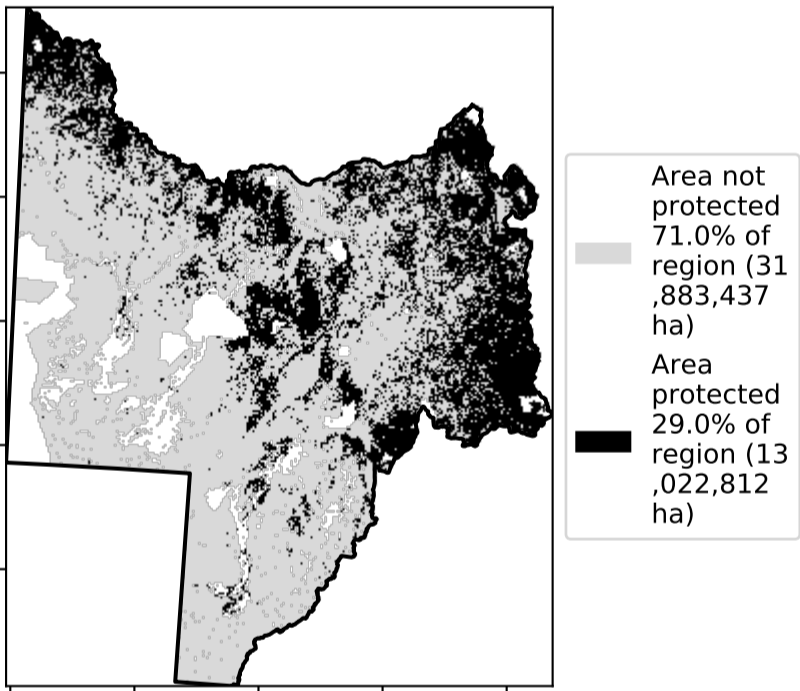 Area not
protected
71.0% of
region (31
,883,437
ha)
Area
protected
29.0% of
region (13
,022,812
ha)